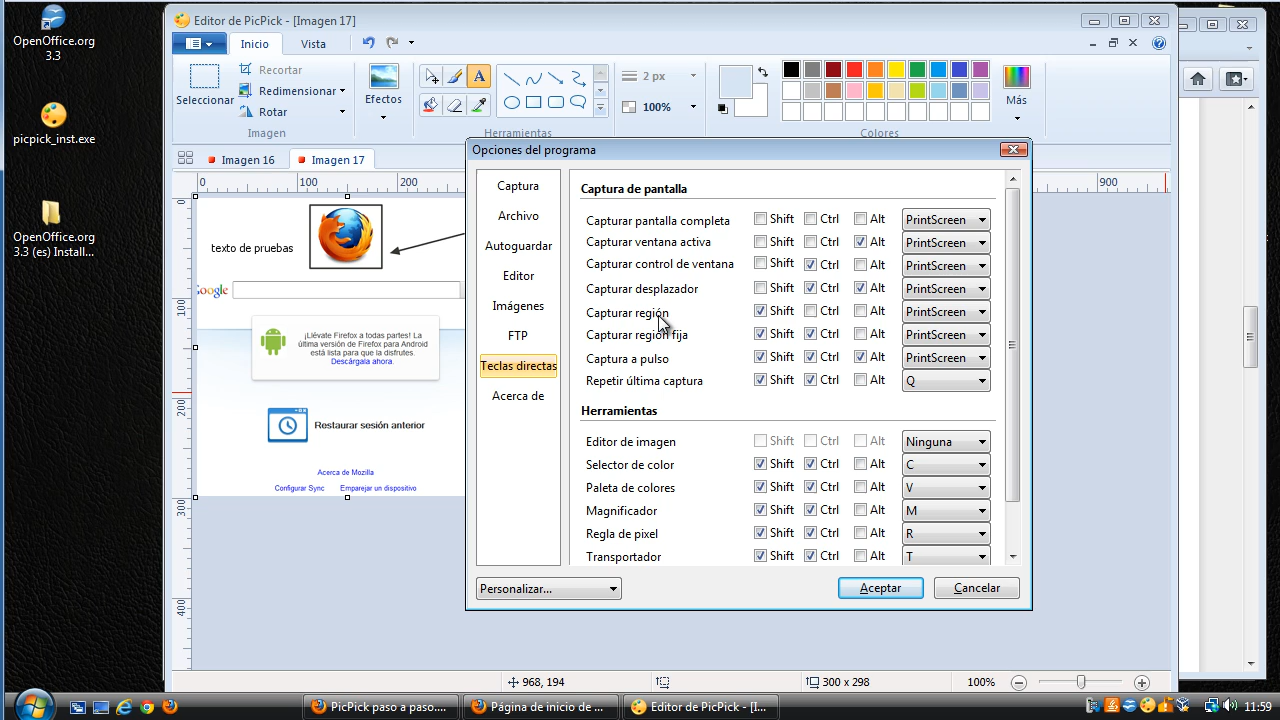 OpenOffice.org
3.3
picpick_inst.exe
OpenOffice.org
3.3 (es) Install...
Editor de PicPick - [Imagen 17]
Inicio
Vista
Seleccionar
Recortar
Redimensionar
Rotar
Imagen
Efectos
A
Herramientas
2 px
100%
Más
Colores
Imagen 16
Imagen 17
0
100
200
900
0
100
200
300
400
texto de pruebas
oogle
¡Llévate Firefox a todas partes! La
última versión de Firefox para Android
está lista para que la disfrutes.
Descárgala ahora.
Restaurar sesión anterior
Acerca de Mozilla
Configurar Sync
Emparejar un dispositivo
Opciones del programa
Captura
Archivo
Autoguardar
Editor
Imágenes
FTP
Teclas directas
Acerca de
Captura de pantalla
Capturar pantalla completa Shift Ctrl Alt PrintScreen
Capturar ventana activa Shift Ctrl Alt PrintScreen
Capturar control de ventana Shift Ctrl Alt PrintScreen
Capturar desplazador Shift Ctrl Alt PrintScreen
Capturar región Shift Ctrl Alt PrintScreen
Capturar región fija Shift Ctrl Alt PrintScreen
Captura a pulso Shift Ctrl Alt PrintScreen
Repetir última captura Shift Ctrl Alt Q
Herramientas
Editor de imagen Shift Ctrl Alt Ninguna
Selector de color Shift Ctrl Alt C
Paleta de colores Shift Ctrl Alt V
Magnificador Shift Ctrl Alt M
Regla de pixel Shift Ctrl Alt R
Transportador Shift Ctrl Alt T
Personalizar...
Aceptar
Cancelar
968, 194
300 x 298
100%
PicPick paso a paso....
Página de inicio de ...
Editor de PicPick - [I...
11:59